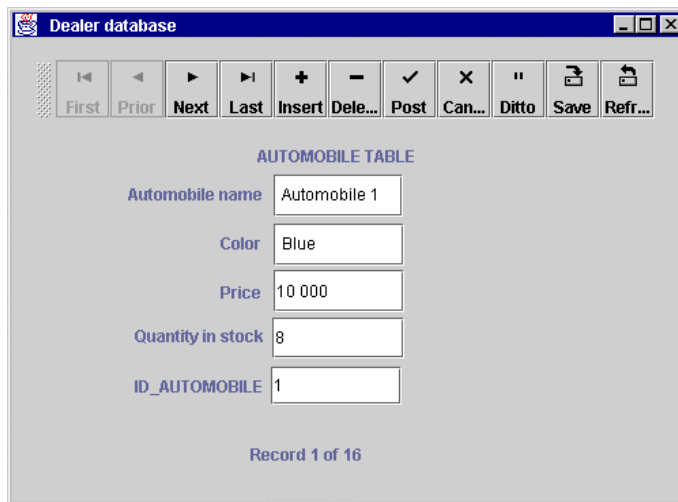 Dealer database
First Prior Next Last Insert Dele... Post Can... Ditto Save Refr...
AUTOMOBILE TABLE
Automobile name Automobile 1
Color Blue
Price 10 000
Quantity in stock 8
ID_AUTOMOBILE 1
Record 1 of 16